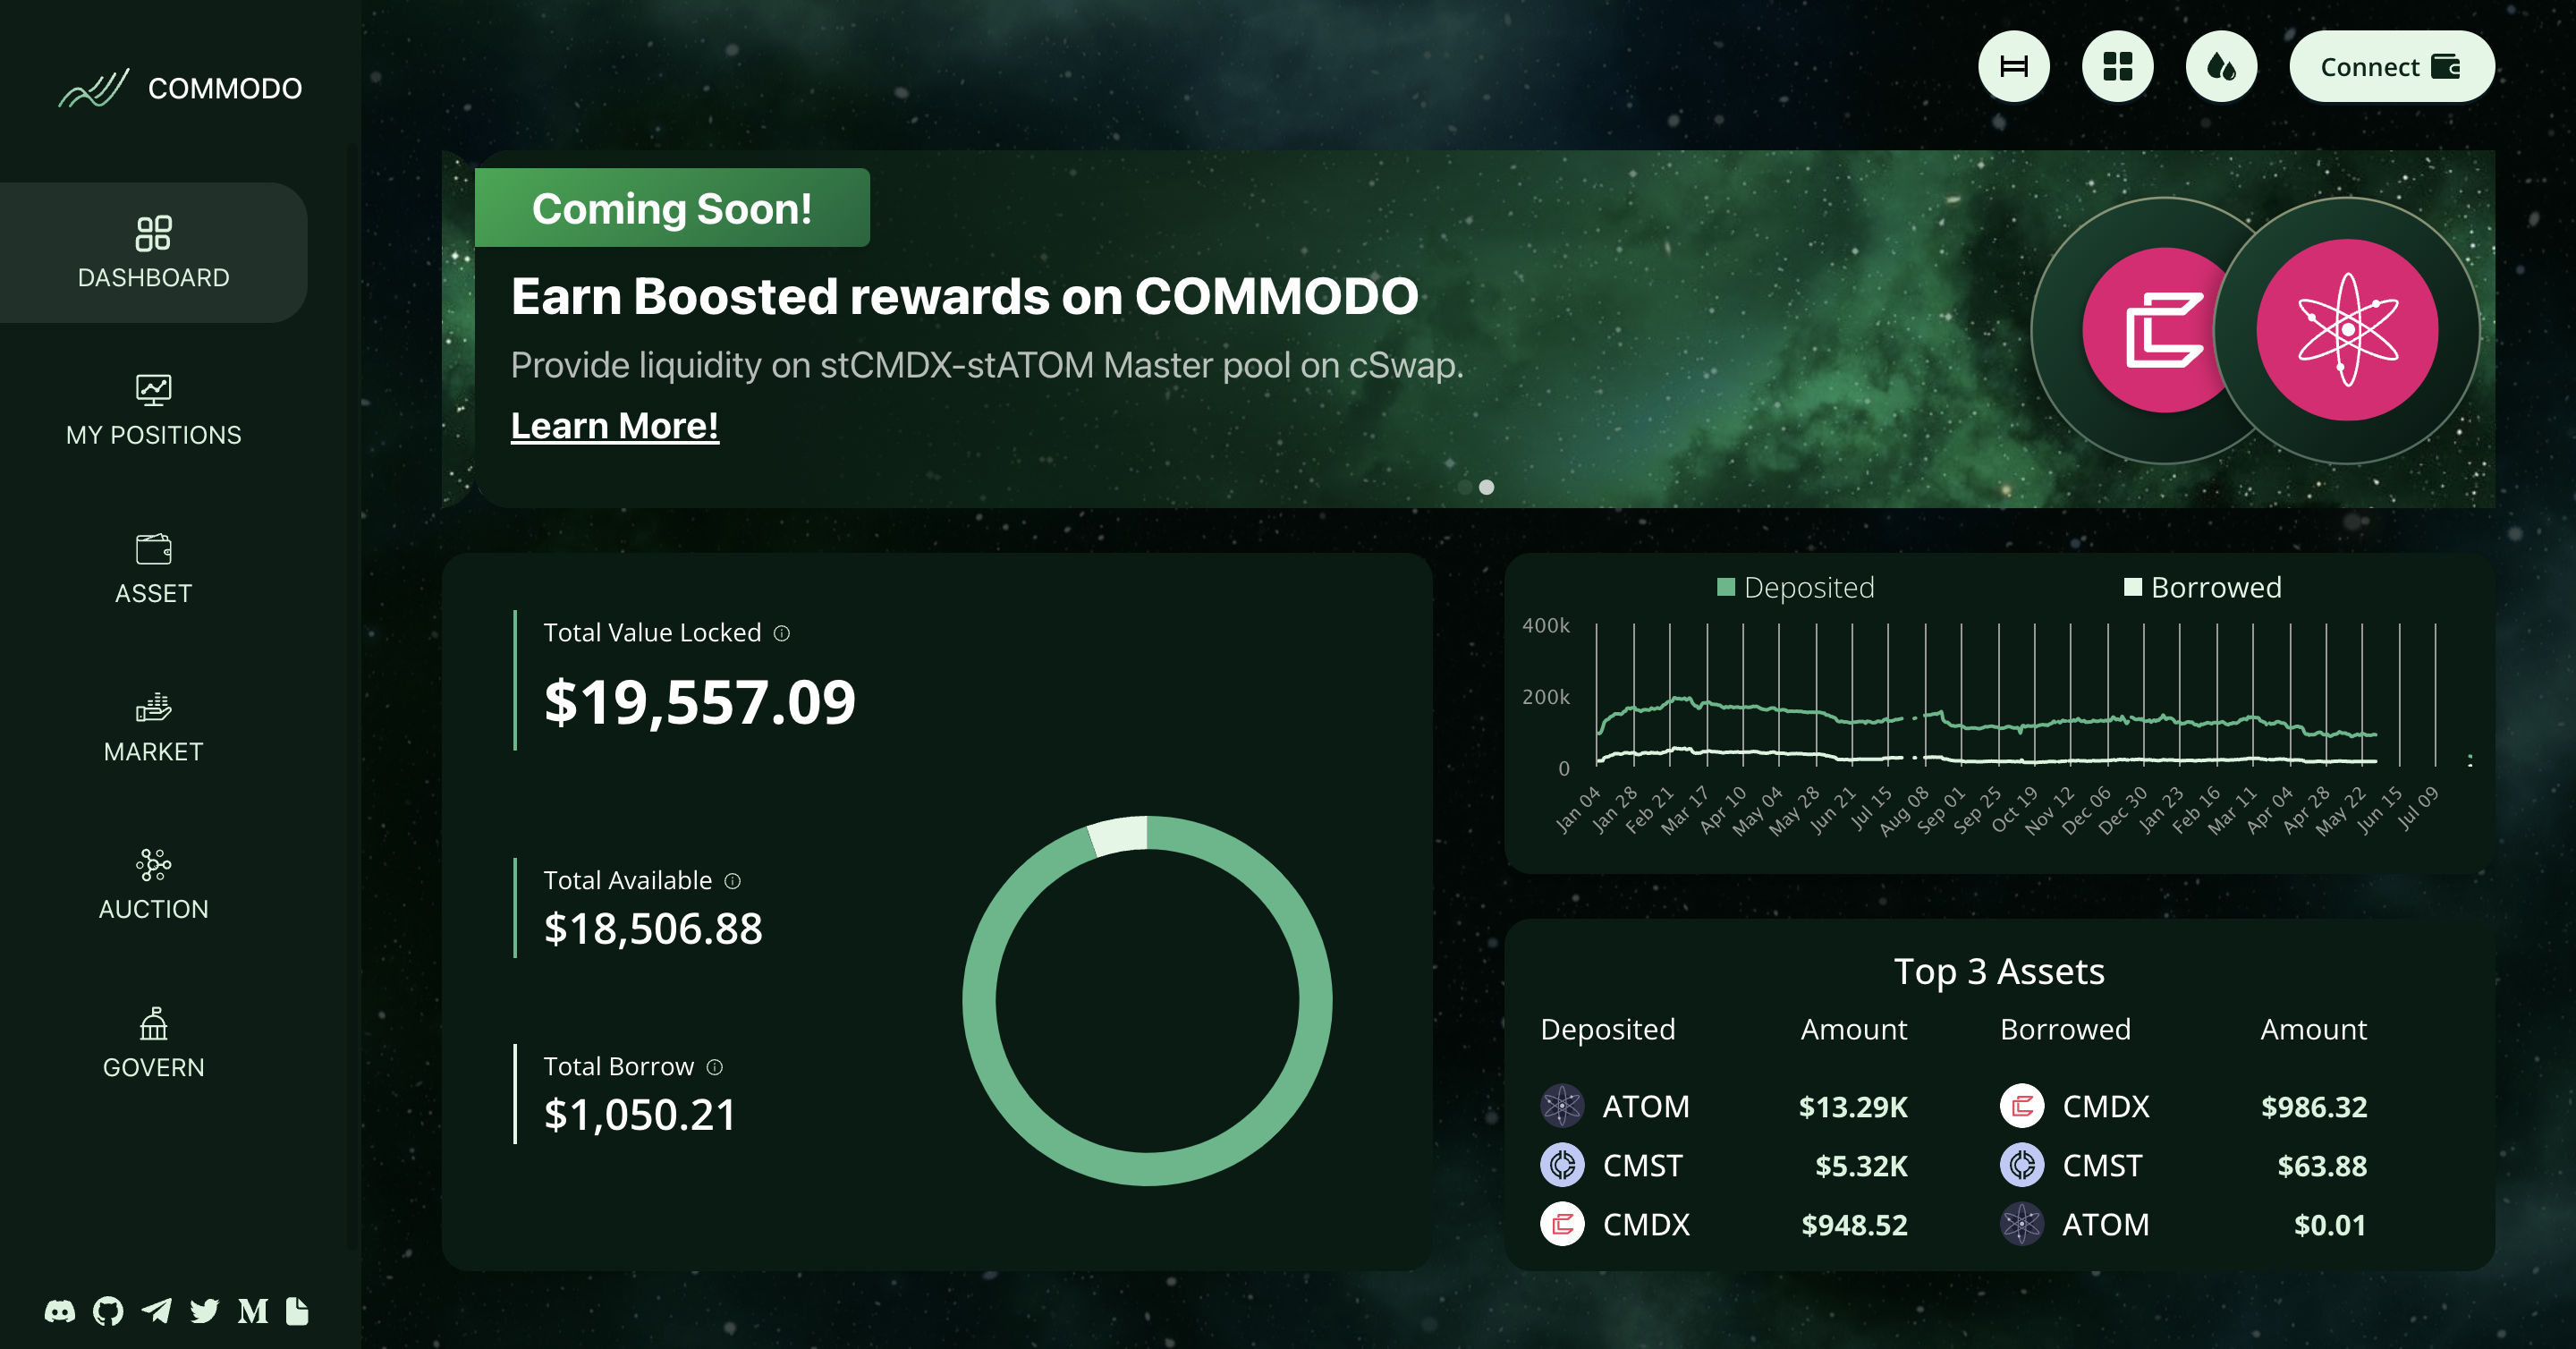 COMMODO
DASHBOARD
MY POSITIONS
ASSET
MARKET
AUCTION
GOVERN
M
Connect
Coming Soon!
Earn Boosted rewards on COMMODO
Provide liquidity on stCMDX-stATOM Master pool on cSwap.
Learn More!
Total Value Locked
$19,557.09
Total Available
$18,506.88
Total Borrow
$1,050.21
Deposited Borrowed
400k
200k
0
Jan 04 Jan 28 Feb 21 Mar 17 Apr 10 May 04 May 28 Jun 21 Jul 15 Aug 08 Sep 01 Sep 25 Oct 19 Nov 12 Dec 06 Dec 30 Jan 23 Feb 16 Mar 11 Apr 04 Apr 28 May 22 Jun 15 Jul 09
Top 3 Assets
Deposited Amount Borrowed Amount
ATOM $13.29K CMDX $986.32
CMST $5.32K CMST $63.88
CMDX $948.52 ATOM $0.01